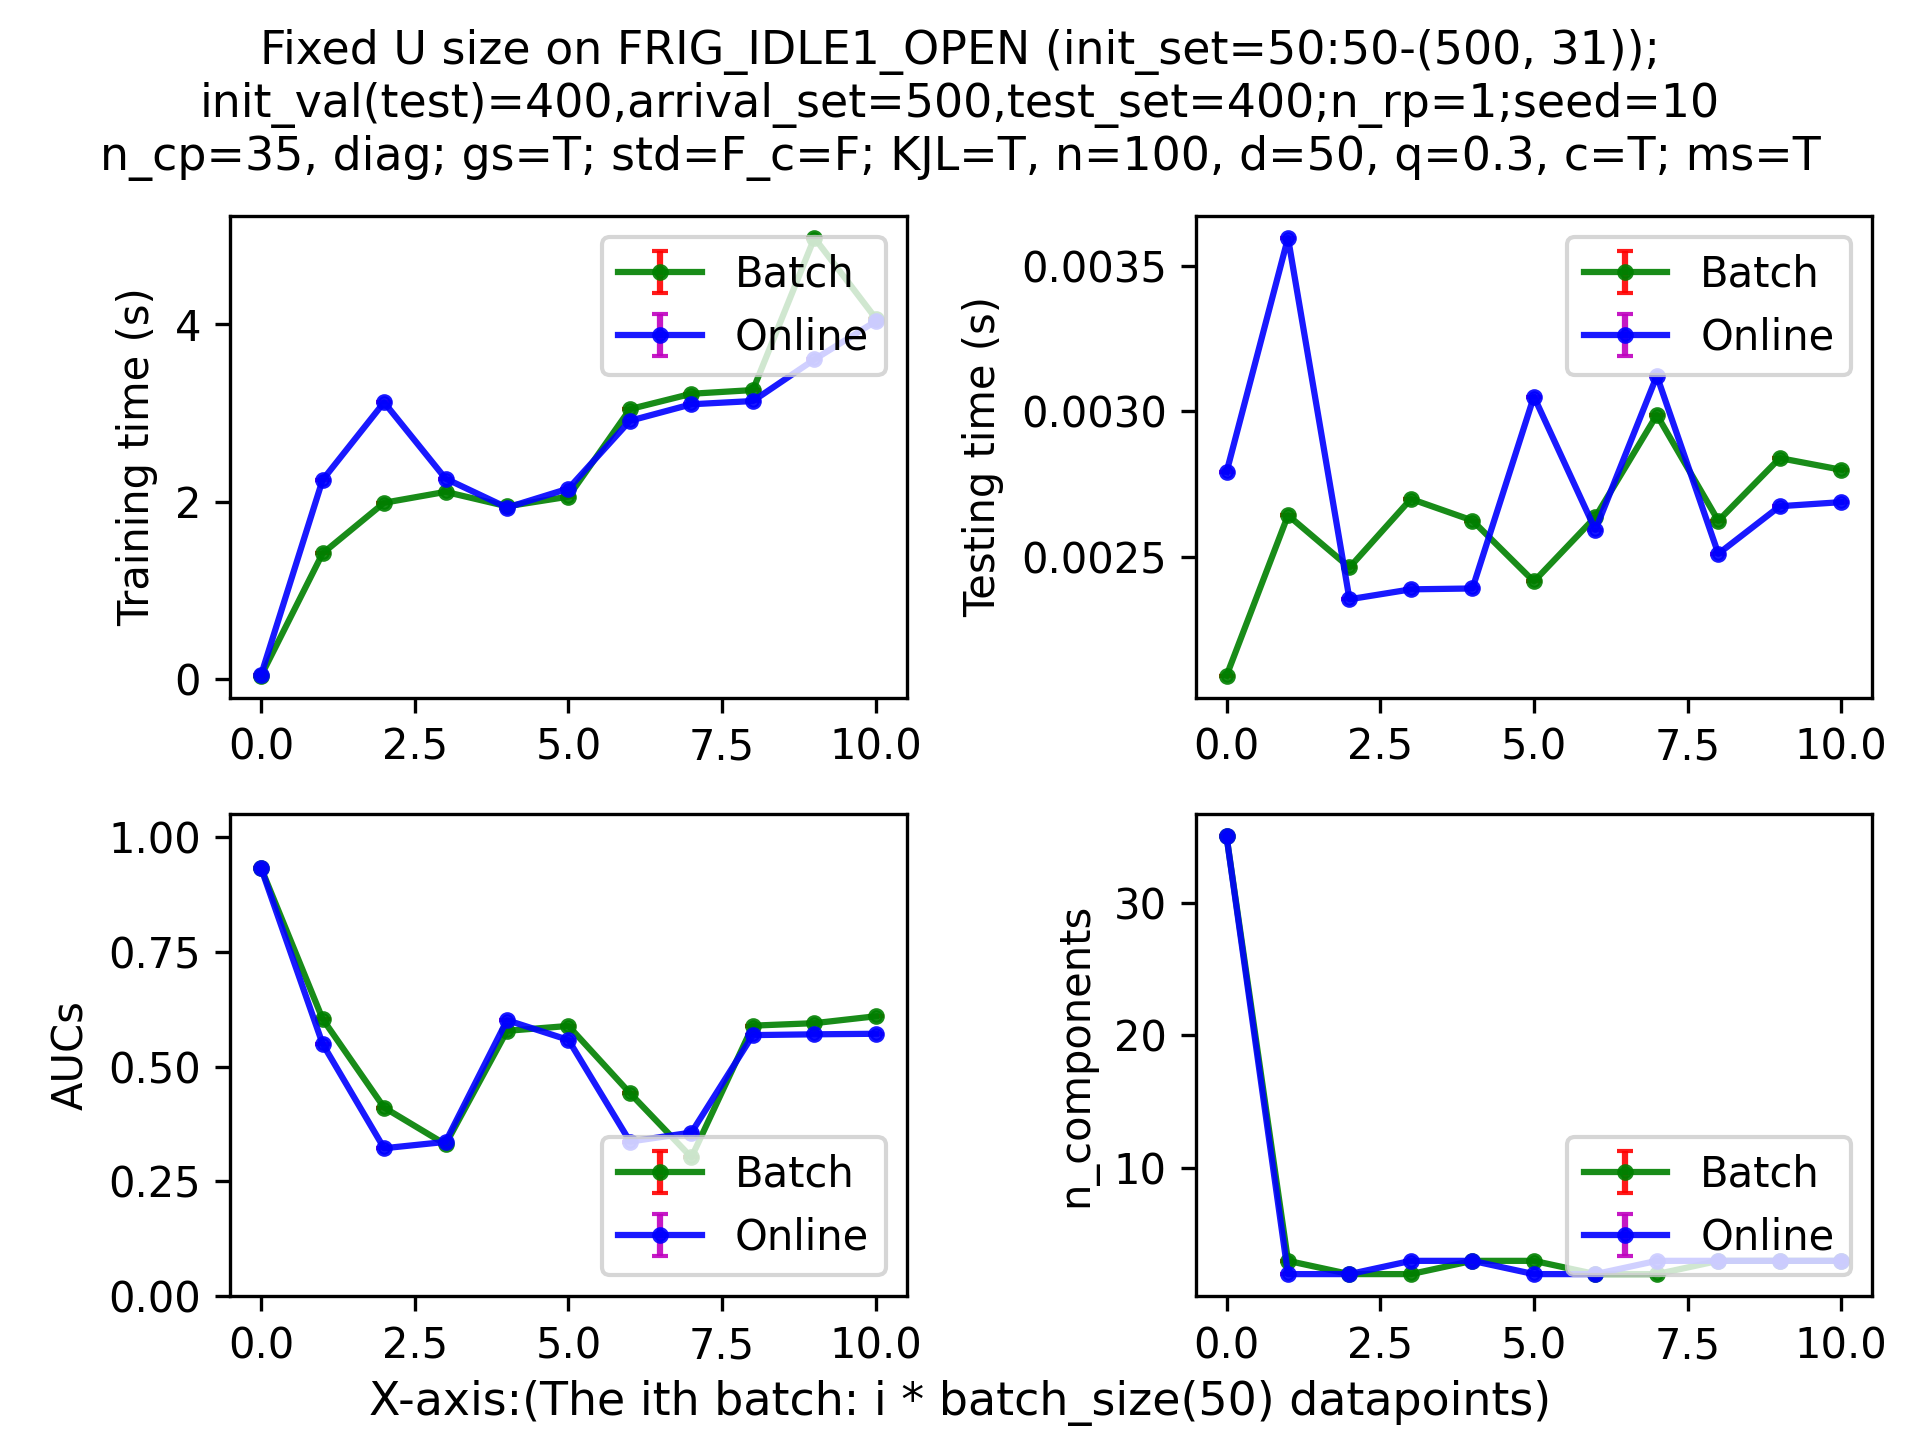 Fixed U size on FRIG_IDLE1_OPEN (init_set=50:50-(500, 31));
init_val(test)=400,arrival_set=500,test_set=400;n_rp=1;seed=10
n_cp=35, diag; gs=T; std=F_c=F; KJL=T, n=100, d=50, q=0.3, c=T; ms=T
Training time (s)
4
2
0
0.0 2.5 5.0 7.5 10.0
Batch
Online
Testing time (s)
0.0035
0.0030
0.0025
0.0 2.5 5.0 7.5 10.0
Batch
Online
AUCs
1.00
0.75
0.50
0.25
0.00
0.0 2.5 5.0 7.5 10.0
Batch
Online
n_components
30
20
10
0.0 2.5 5.0 7.5 10.0
Batch
Online
X-axis:(The ith batch: i * batch_size(50) datapoints)